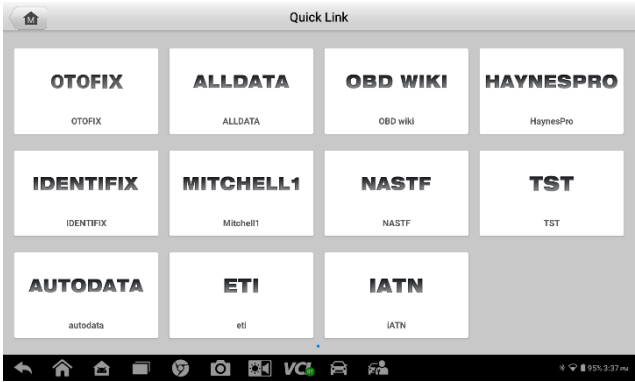 M
Quick Link
OTOFIX
OTOFIX
ALLDATA
ALLDATA
OBD WIKI
OBD wiki
HAYNESPRO
HaynesPro
IDENTIFIX
IDENTIFIX
MITCHELL1
Mitchell1
NASTF
NASTF
TST
TST
AUTODATA
autodata
ETI
eti
IATN
iATN
VCI
95% 3:37 PM